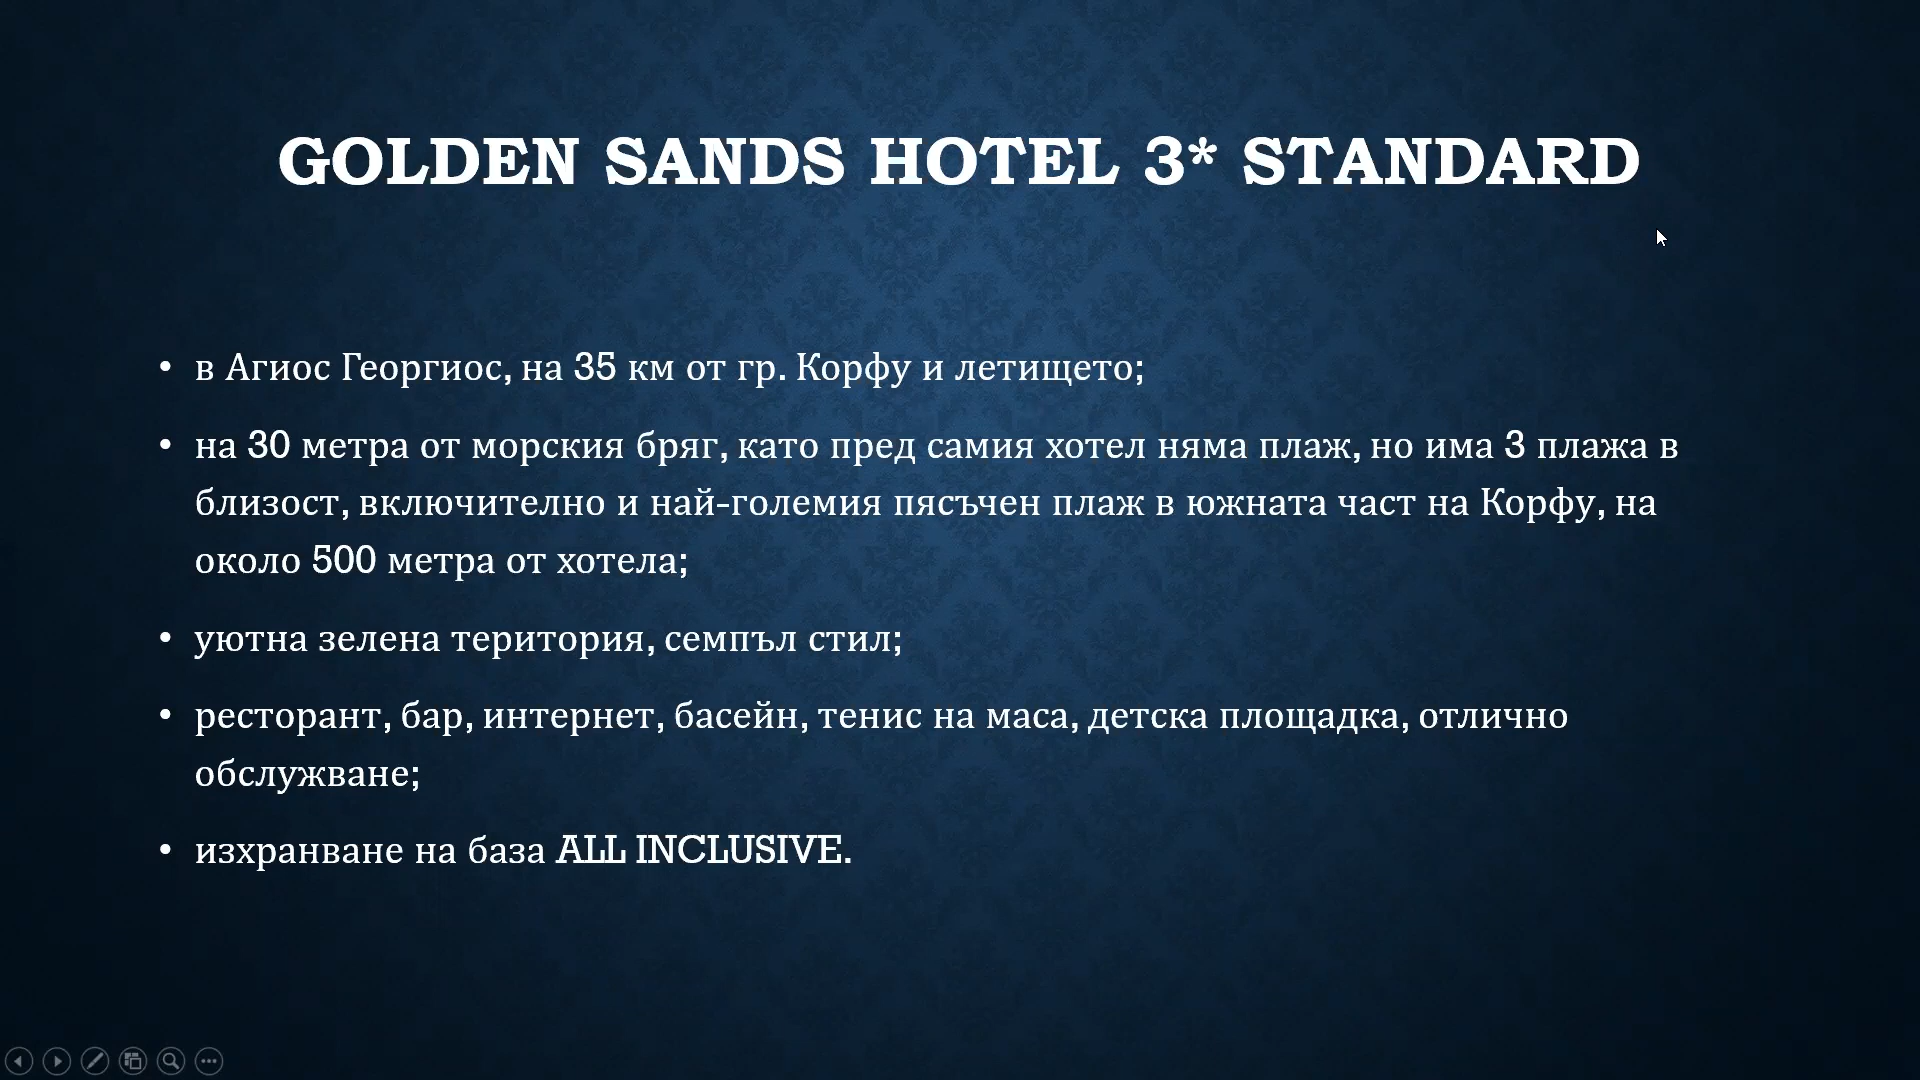 GOLDEN SANDS HOTEL 3* STANDARD
• в Агиос Георгиос, на 35 км от гр. Корфу и летището;
• на 30 метра от морския бряг, като пред самия хотел няма плаж, но има 3 плажа в
близост, включително и най-големия пясъчен плаж в южната част на Корфу, на
около 500 метра от хотела;
• уютна зелена територия, семпъл стил;
• ресторант, бар, интернет, басейн, тенис на маса, детска площадка, отлично
обслужване;
• изхранване на база ALL INCLUSIVE.